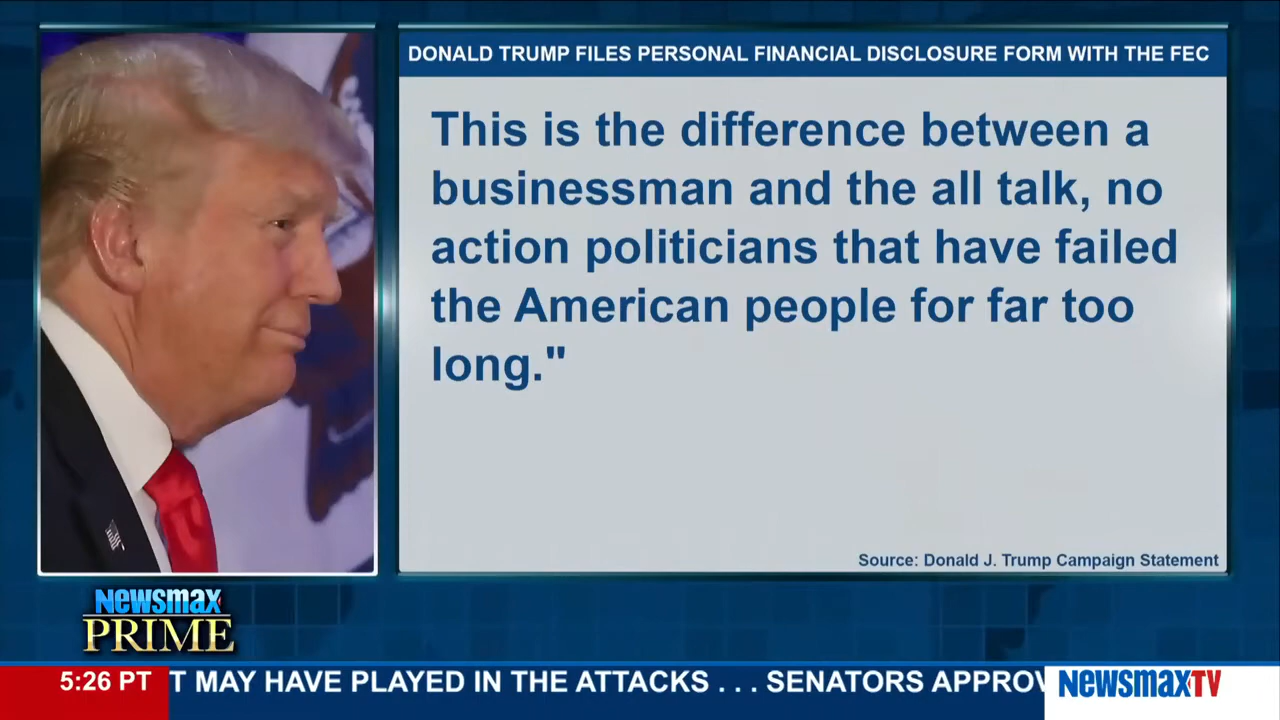 DONALD TRUMP FILES PERSONAL FINANCIAL DISCLOSURE FORM WITH THE FEC
This is the difference between a
businessman and the all talk, no
action politicians that have failed
the American people for far too
long."
Source: Donald J. Trump Campaign Statement
Newsmax
PRIME
5:26 PT
T MAY HAVE PLAYED IN THE ATTACKS . . . SENATORS APPROV
NEWSMAXTV